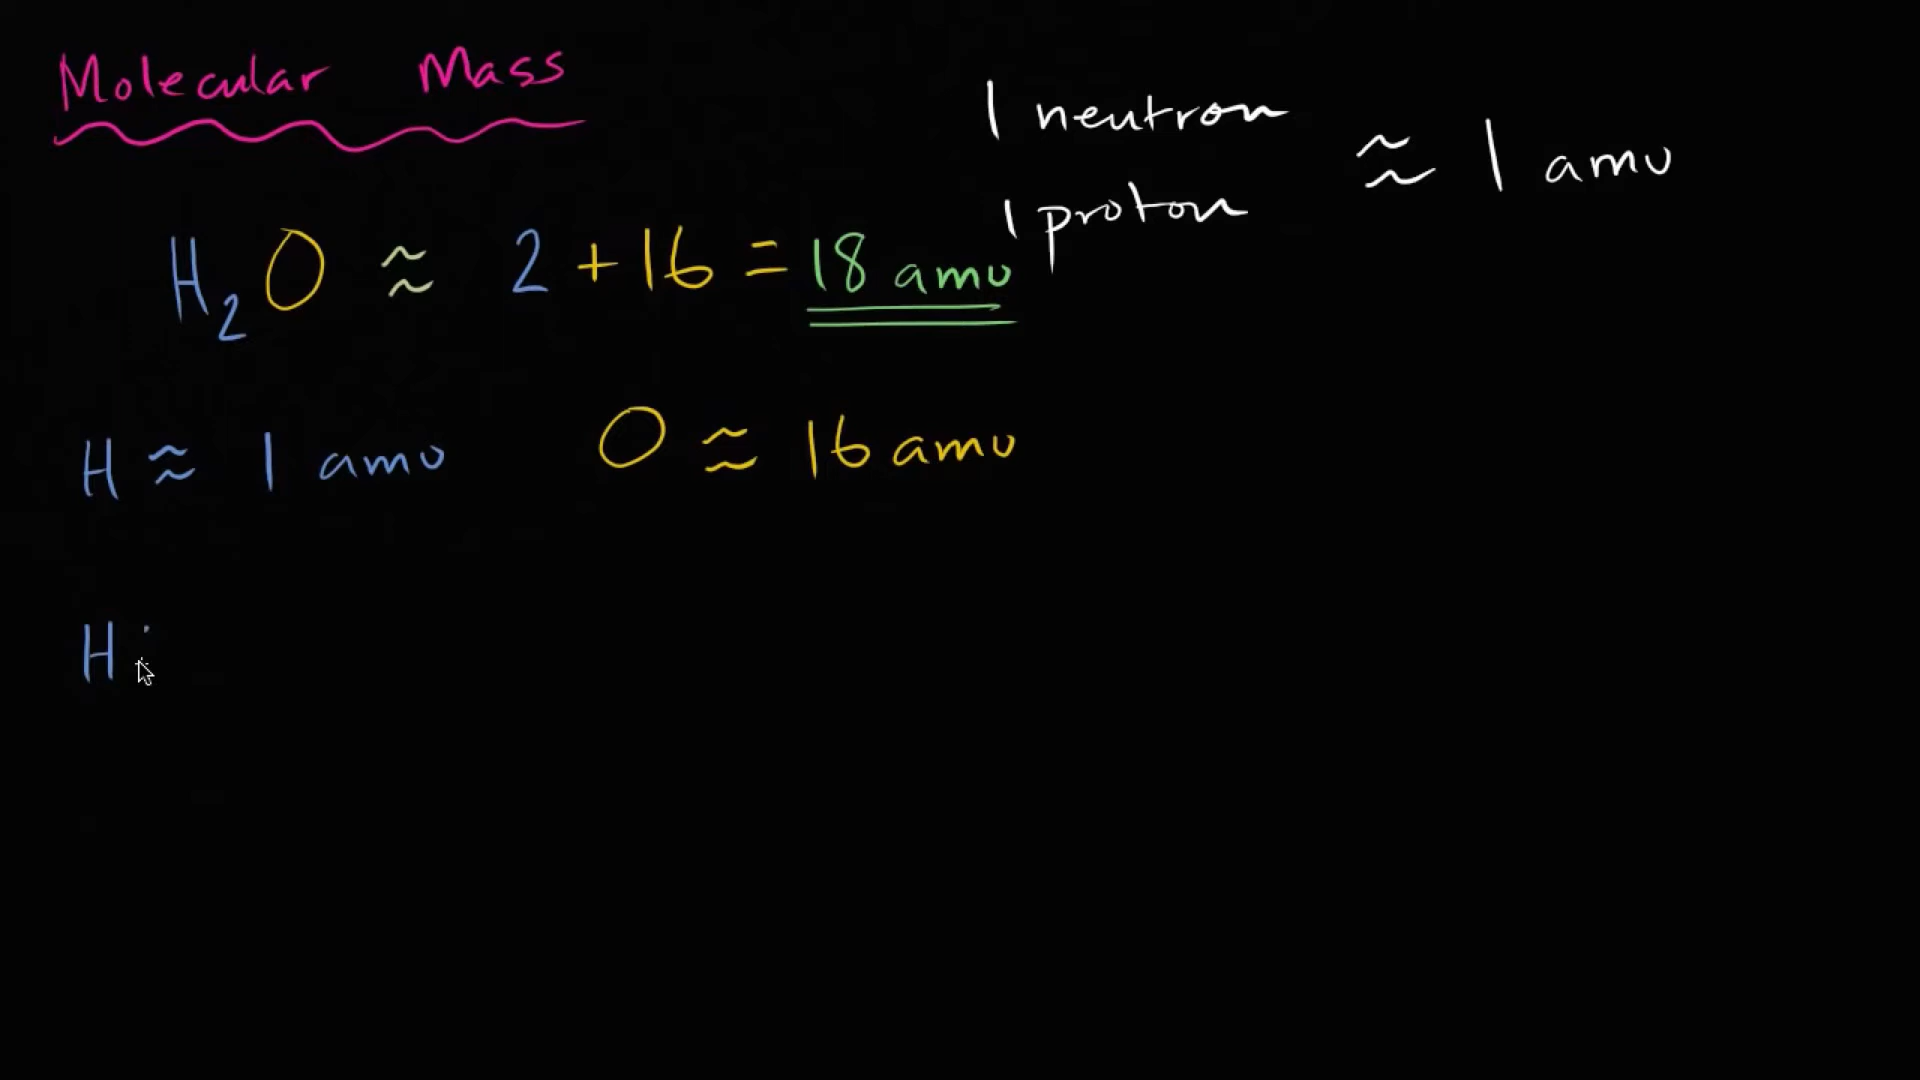 Molecular Mass
1 neutron
1 proton
≈ 1 amu
H₂O ≈ 2 + 16 = 18 amu
H ≈ 1 amu
O ≈ 16 amu
H